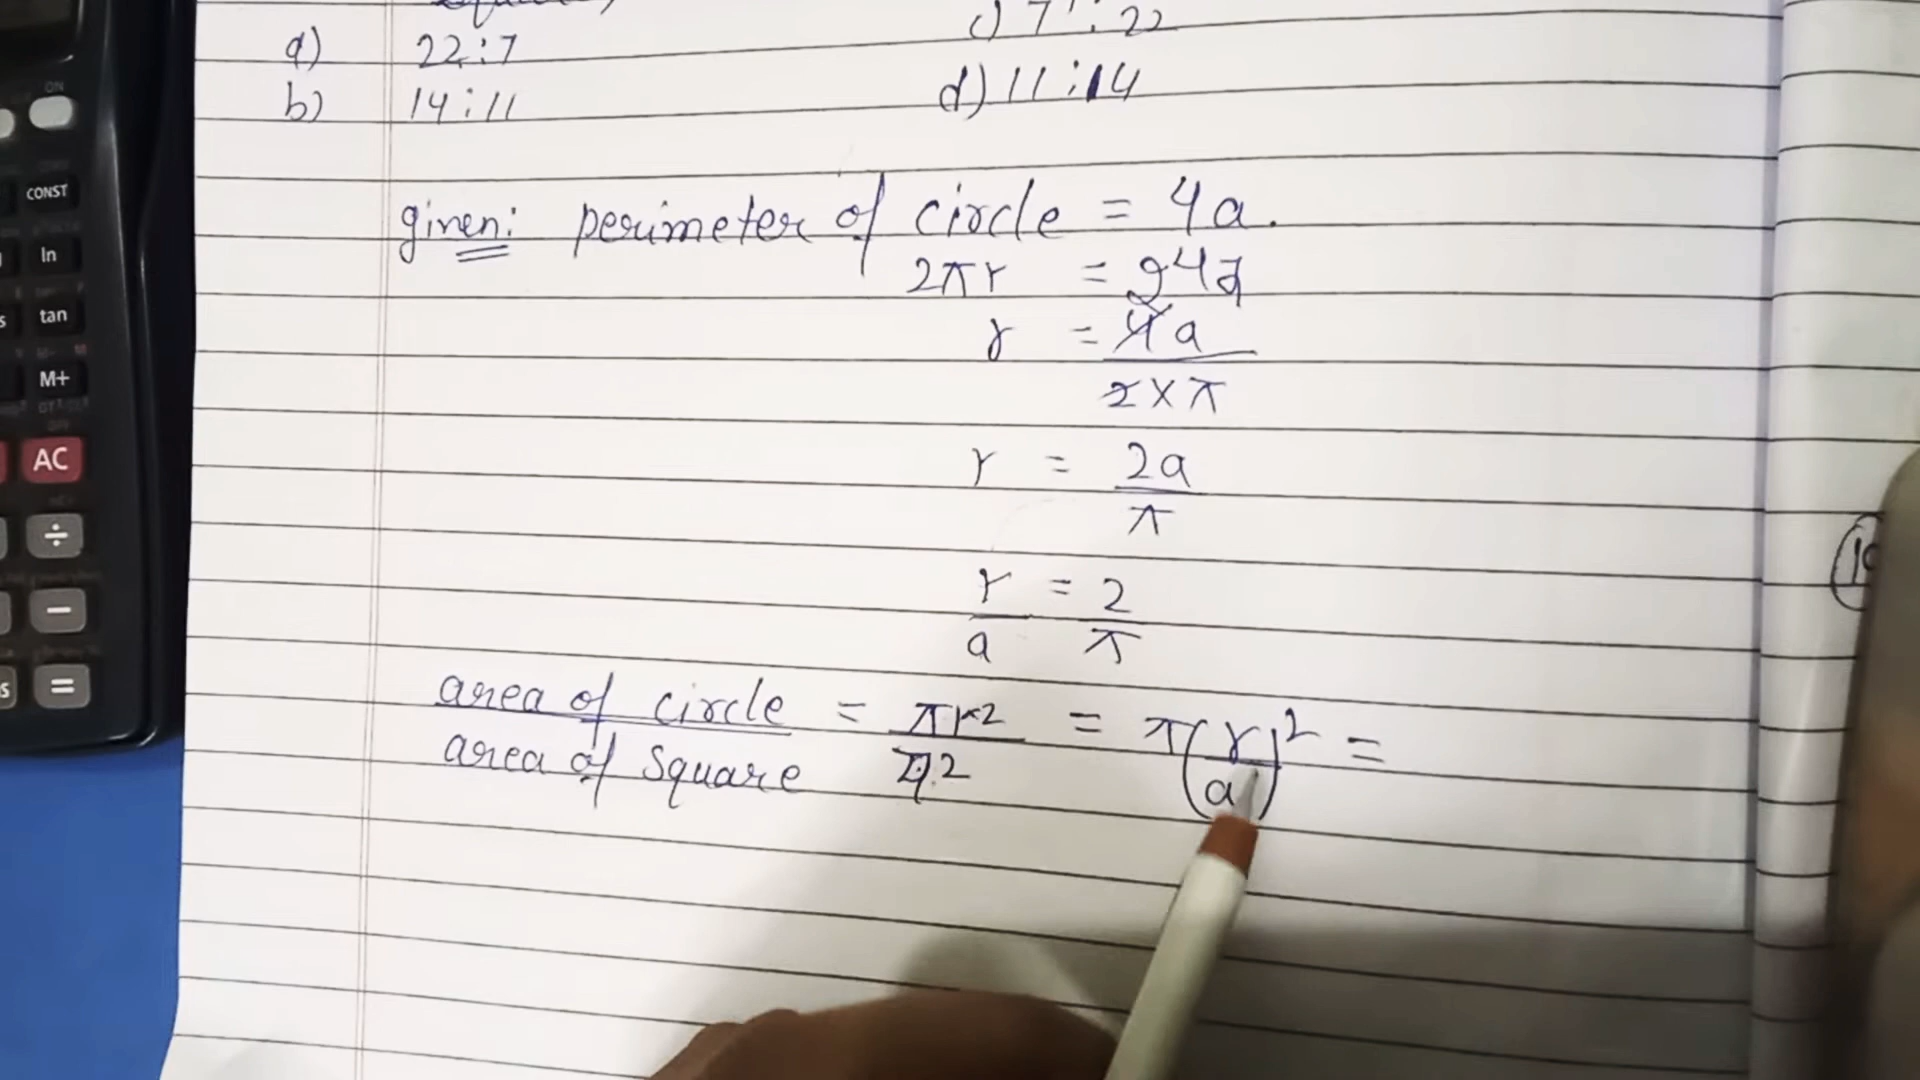 a) 22:7
c) 7 : 22
b) 14:11
d) 11:14
given: perimeter of circle = 4a.
2πr = 4a
r = 4a
2×π
r = 2a
π
r = 2
a π
area of circle = πr² = π(r)² =
area of square a² a
ON
CONST
ln
tan
M+
AC
÷
−
=